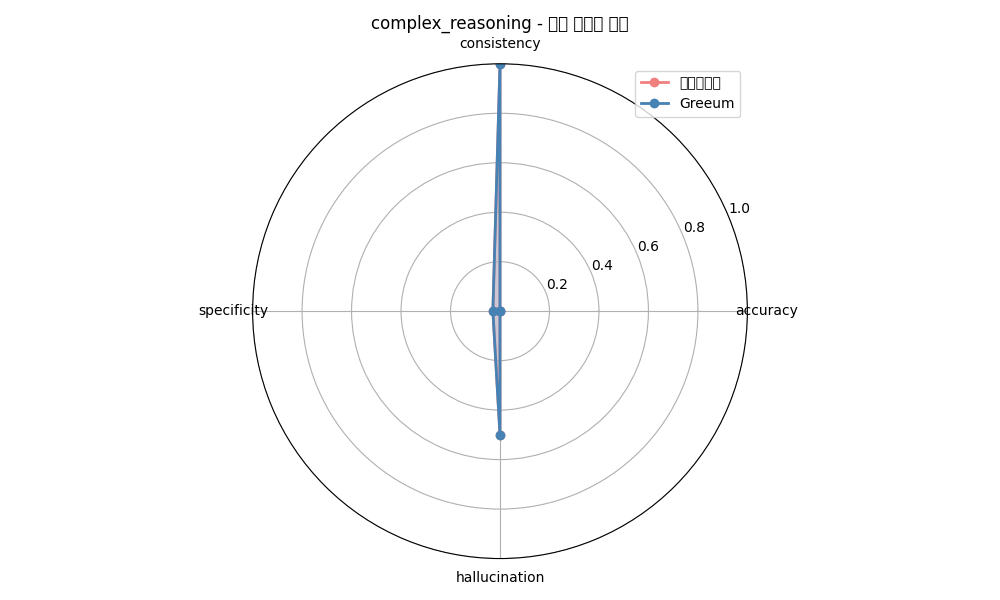 complex_reasoning -
consistency
Greeum
1.0
0.8
0.6
0.4
0.2
specificity
accuracy
hallucination